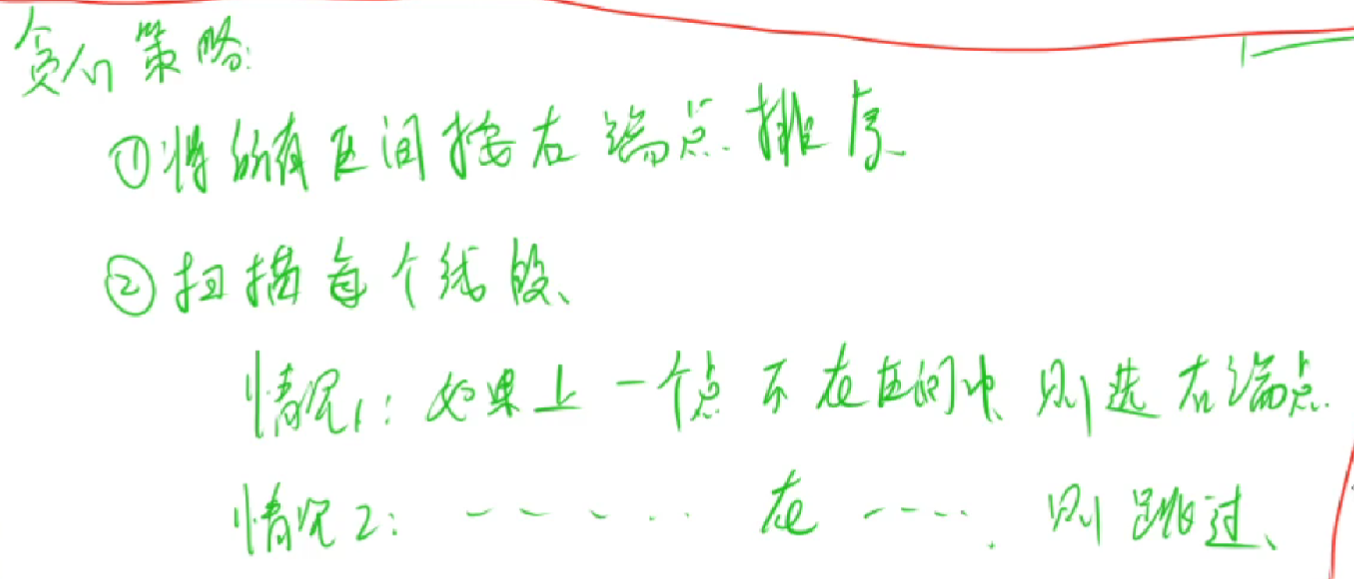 贪心策略:
①将所有区间按右端点排序
②扫描每个线段、
情况1: 如果上一个点不在区间中 则选右端点.
情况2: - - - - - 在 - - - - . 则跳过、